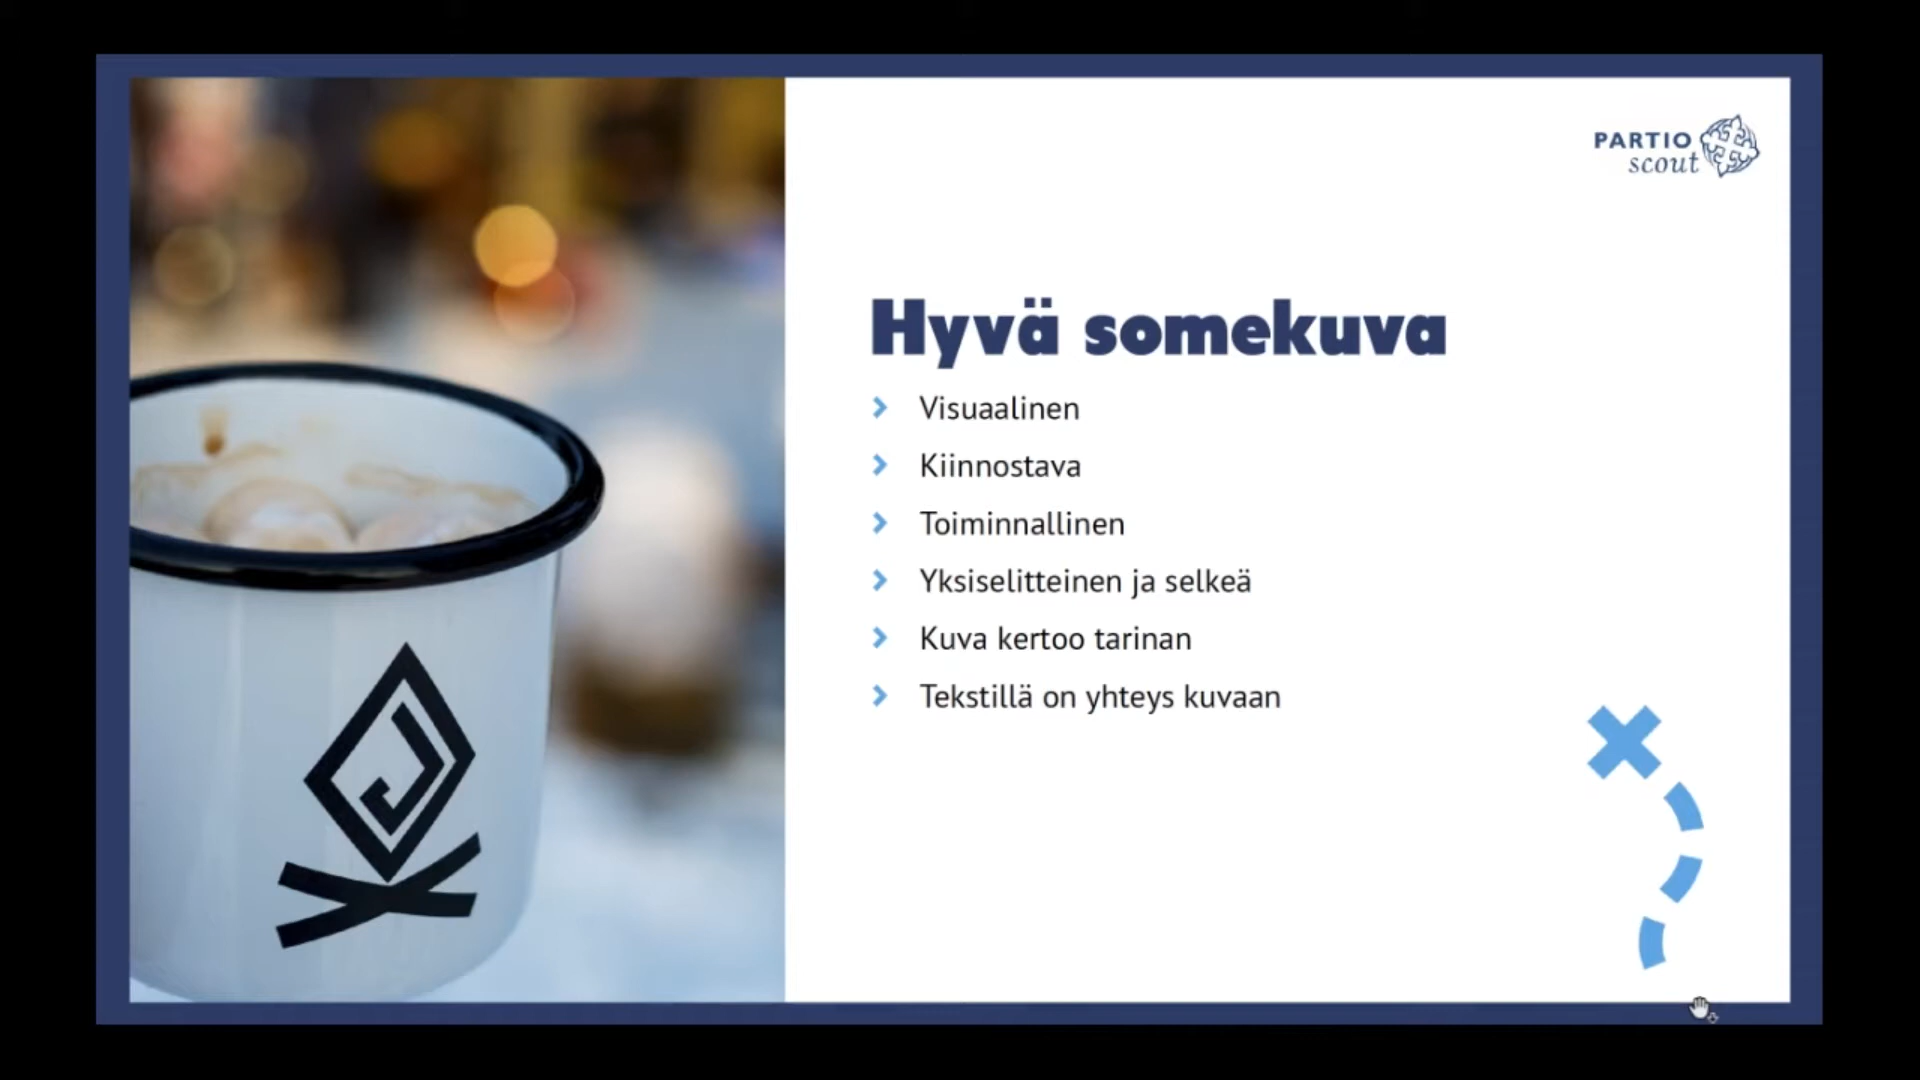 PARTIO
scout
Hyvä somekuva
Visuaalinen
Kiinnostava
Toiminnallinen
Yksiselitteinen ja selkeä
Kuva kertoo tarinan
Tekstillä on yhteys kuvaan